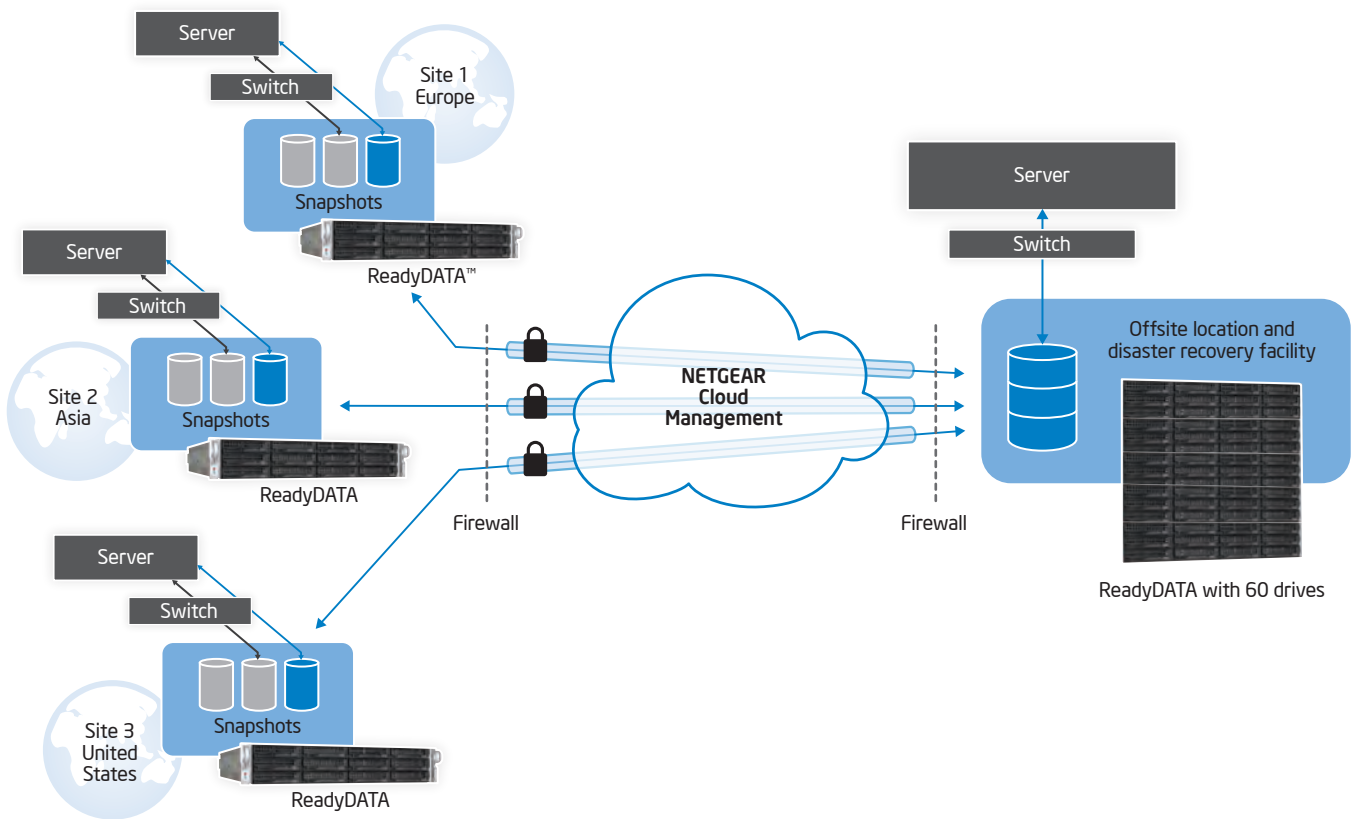 Server
Switch
Site 1
Europe
Snapshots
ReadyDATA™
Server
Switch
Site 2
Asia
Snapshots
ReadyDATA
Server
Switch
Site 3
United
States
Snapshots
ReadyDATA
Firewall
NETGEAR
Cloud
Management
Firewall
Server
Switch
Offsite location and
disaster recovery facility
ReadyDATA with 60 drives